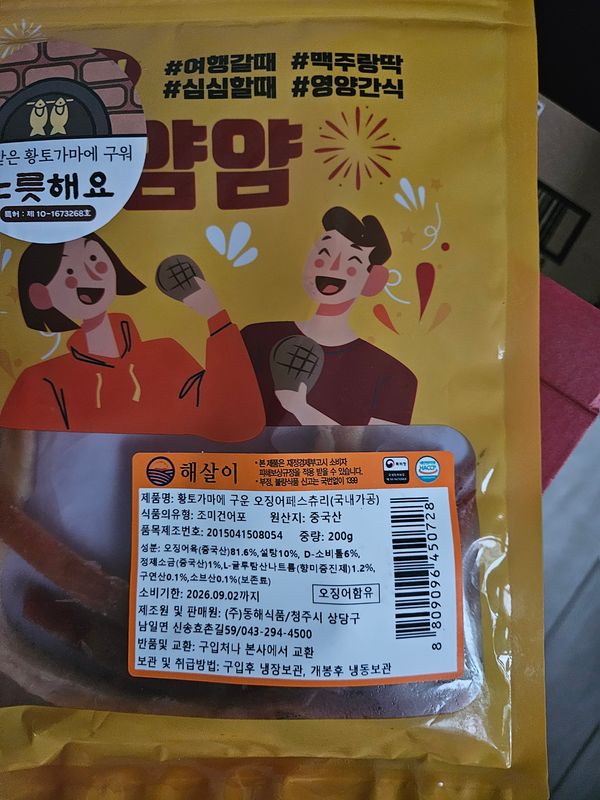 #여행갈때 #맥주랑딱
#심심할때 #영양간식
얌얌
은 황토가마에 구워
릇해요
특허 : 제 10-1673268호
해살이
• 본 제품은 재정경제부고시 소비자
피해보상규정을 적용 받을 수 있습니다.
• 부정, 불량식품 신고는 국번없이 1399
HACCP
제품명: 황토가마에 구운 오징어페스츄리(국내가공)
식품의유형: 조미건어포 원산지: 중국산
품목제조번호: 2015041508054 중량: 200g
성분: 오징어육(중국산)81.6%,설탕10%, D-소비톨6%,
정제소금(중국산)1%,L-글루탐산나트륨(향미증진제)1.2%,
구연산0.1%,소브산0.1%(보존료)
오징어함유
소비기한: 2026.09.02까지
제조원 및 판매원: (주)동해식품/청주시 상당구
남일면 신송효촌길59/043-294-4500
반품및 교환: 구입처나 본사에서 교환
보관 및 취급방법: 구입후 냉장보관, 개봉후 냉동보관
8 809096 450728